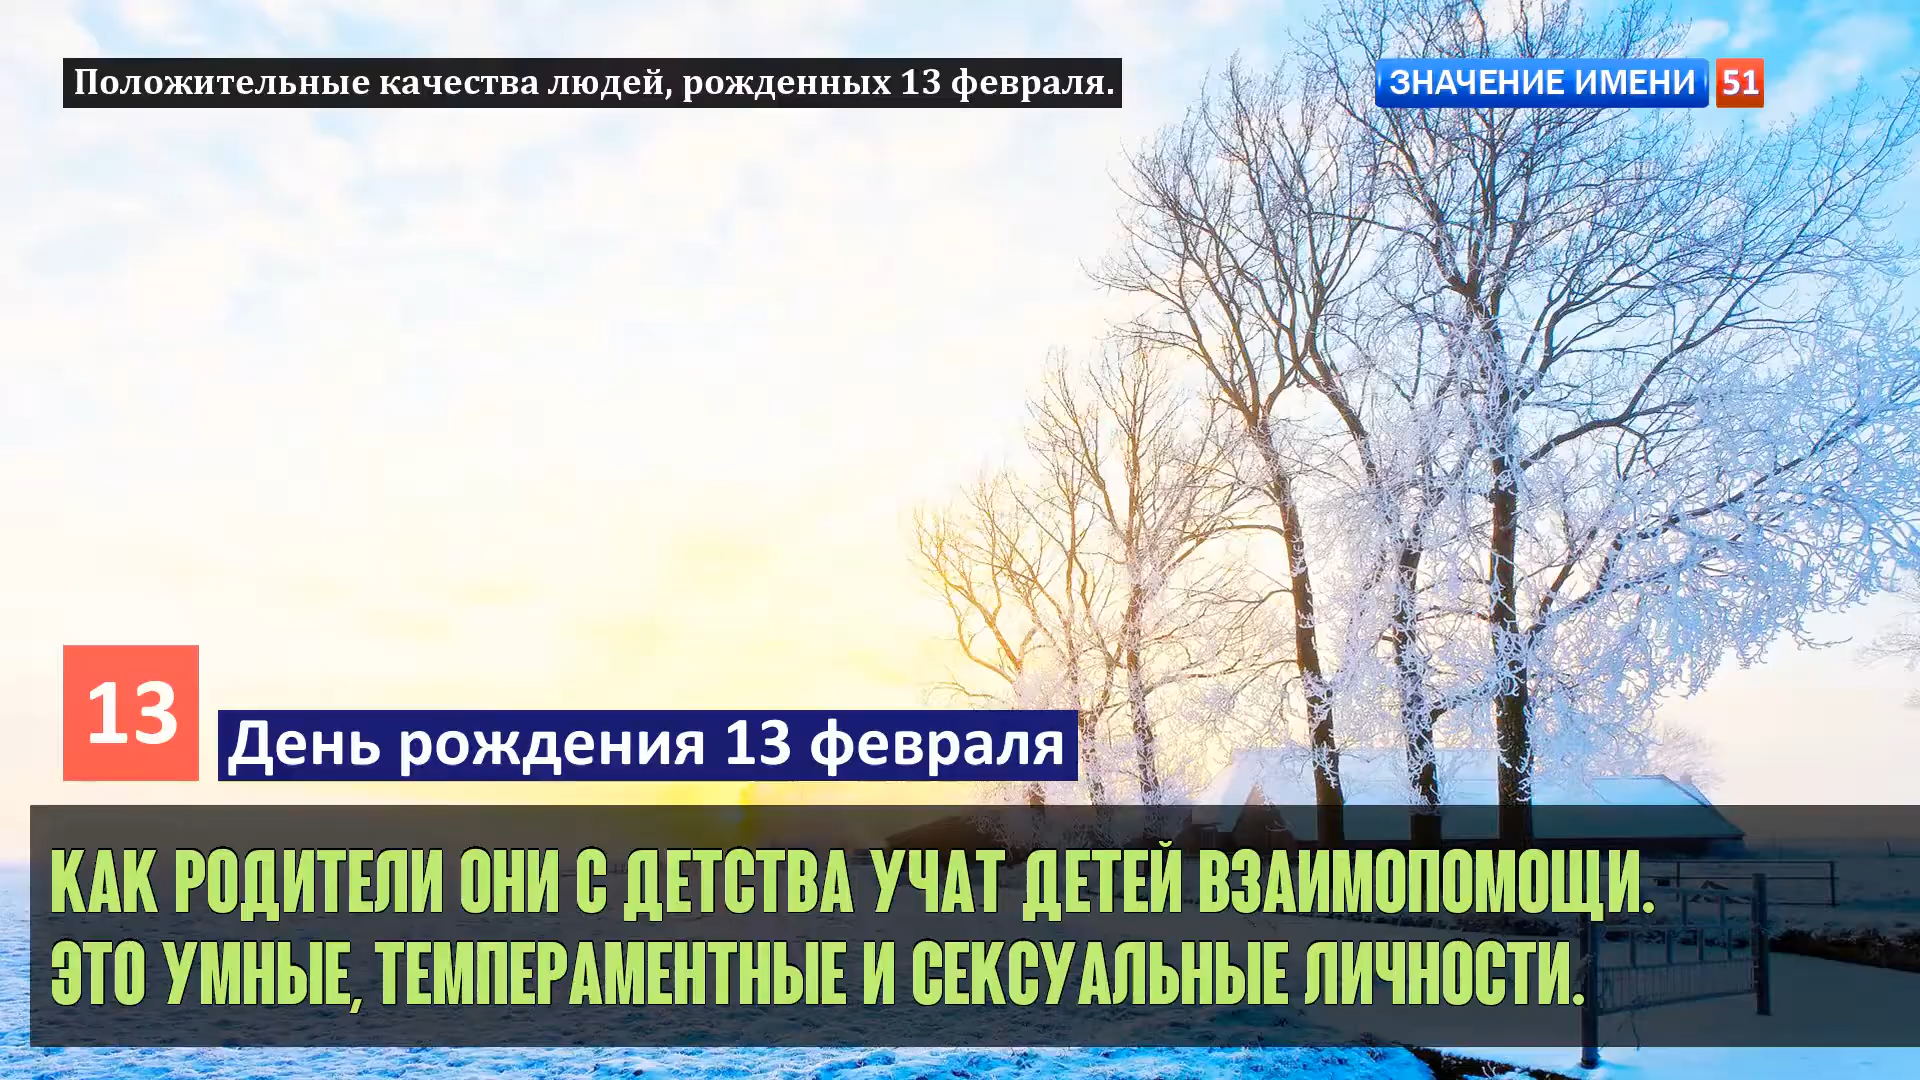 Положительные качества людей, рожденных 13 февраля.
ЗНАЧЕНИЕ ИМЕНИ 51
13
День рождения 13 февраля
КАК РОДИТЕЛИ ОНИ С ДЕТСТВА УЧАТ ДЕТЕЙ ВЗАИМОПОМОЩИ.
ЭТО УМНЫЕ, ТЕМПЕРАМЕНТНЫЕ И СЕКСУАЛЬНЫЕ ЛИЧНОСТИ.